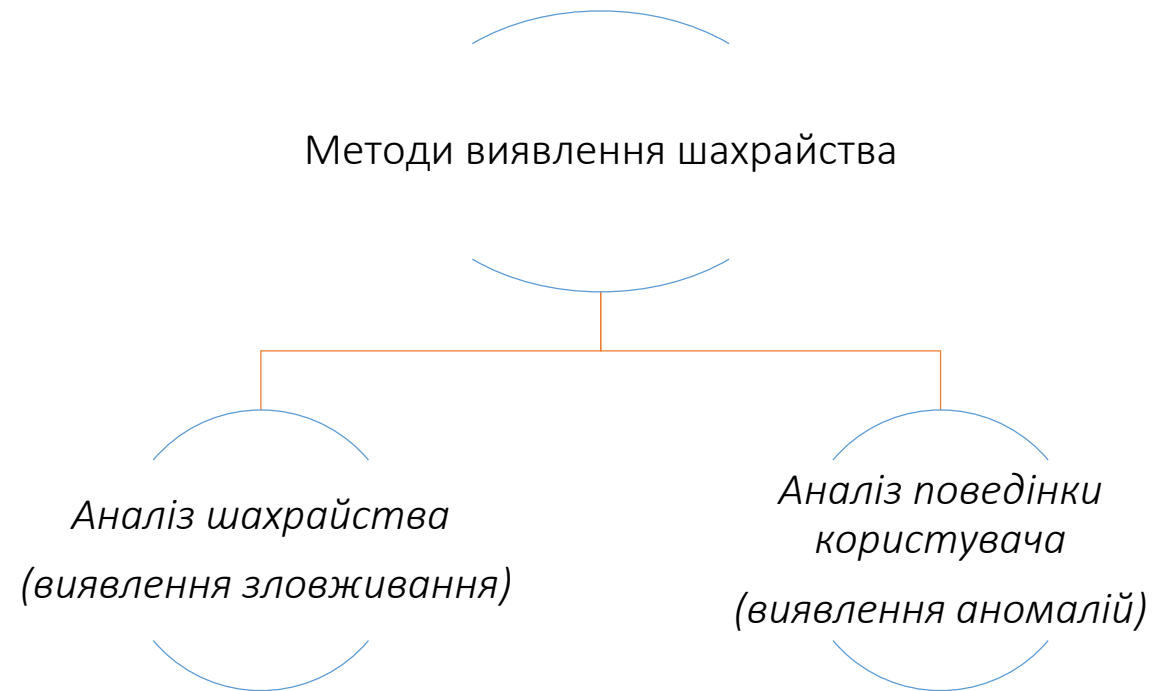 Методи виявлення шахрайства
Аналіз шахрайства
(виявлення зловживання)
Аналіз поведінки
користувача
(виявлення аномалій)